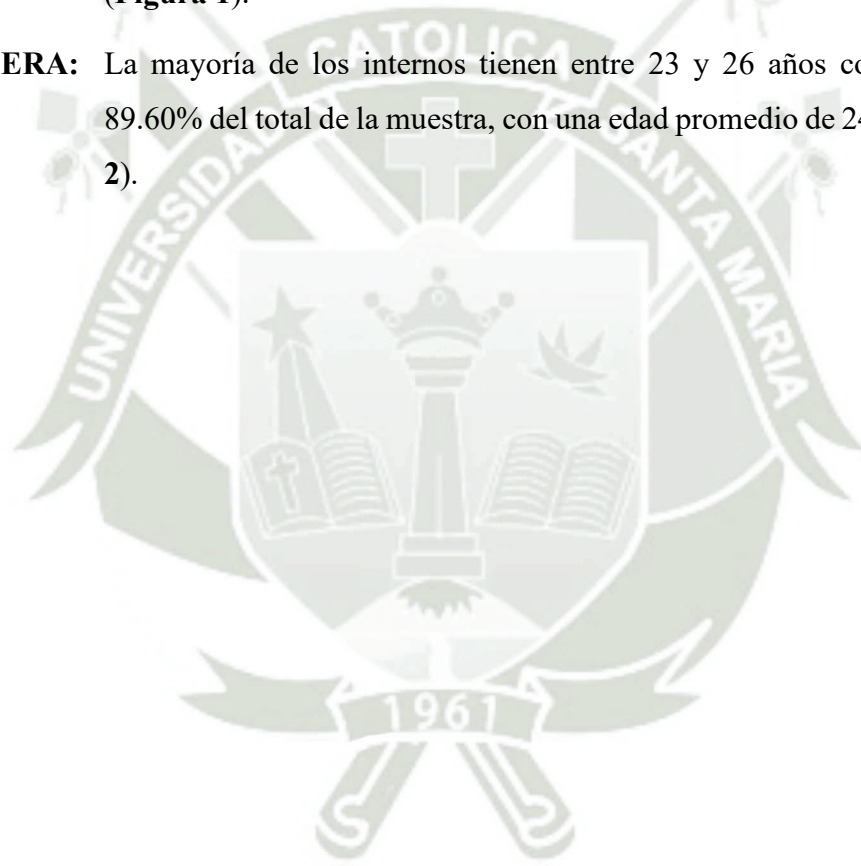 (Figura 1).
ERA: La mayoría de los internos tienen entre 23 y 26 años co
89.60% del total de la muestra, con una edad promedio de 24
2).
UNIVERSIDAD CATOLICA SANTA MARIA
1961